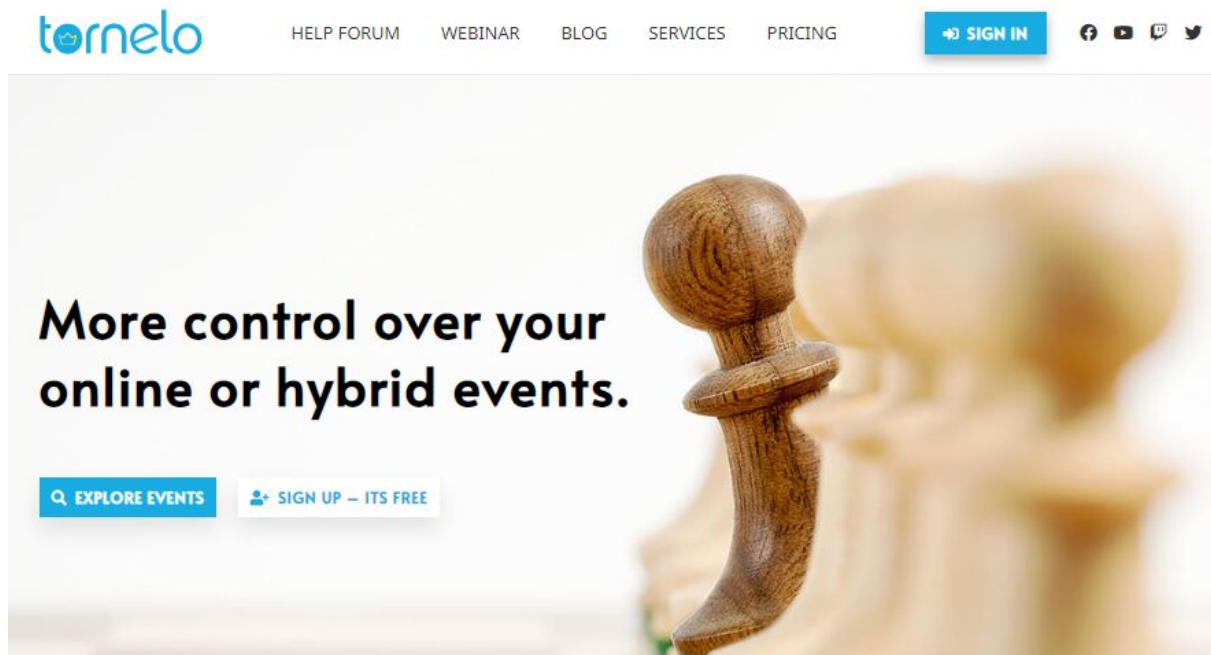 tornelo
HELP FORUM WEBINAR BLOG SERVICES PRICING SIGN IN
More control over your
online or hybrid events.
EXPLORE EVENTS SIGN UP – ITS FREE